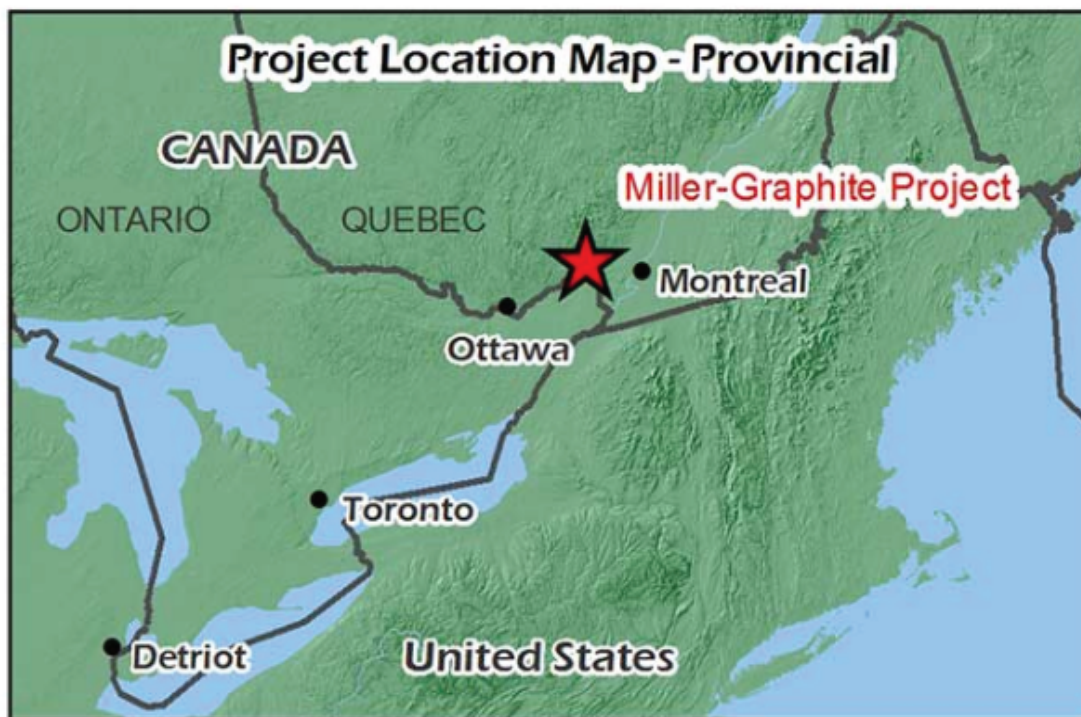 Project Location Map - Provincial
CANADA
Miller-Graphite Project
ONTARIO
QUEBEC
Montreal
Ottawa
Toronto
Detriot
United States